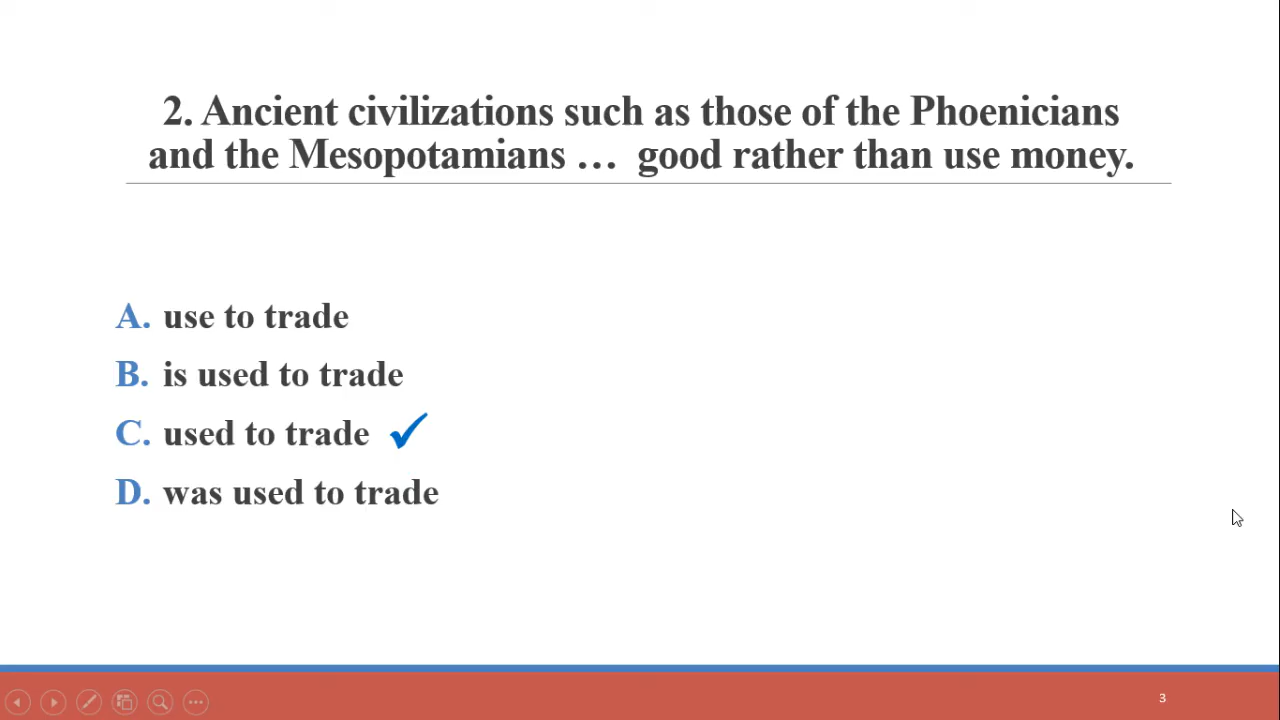 2. Ancient civilizations such as those of the Phoenicians
and the Mesopotamians … good rather than use money.
A. use to trade
B. is used to trade
C. used to trade
D. was used to trade
3